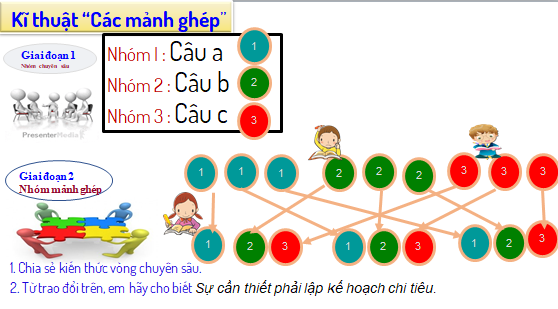 Kĩ thuật “Các mảnh ghép”
Giai đoạn 1
Nhóm chuyên sâu
Nhóm 1 : Câu a 1
Nhóm 2 : Câu b 2
Nhóm 3 : Câu c 3
PresenterMedia
Giai đoạn 2
Nhóm mảnh ghép
1 1 1 2 2 2 3 3 3
1 2 3 1 2 3 1 2 3
1. Chia sẻ kiến thức vòng chuyên sâu.
2. Từ trao đổi trên, em hãy cho biết Sự cần thiết phải lập kế hoạch chi tiêu.